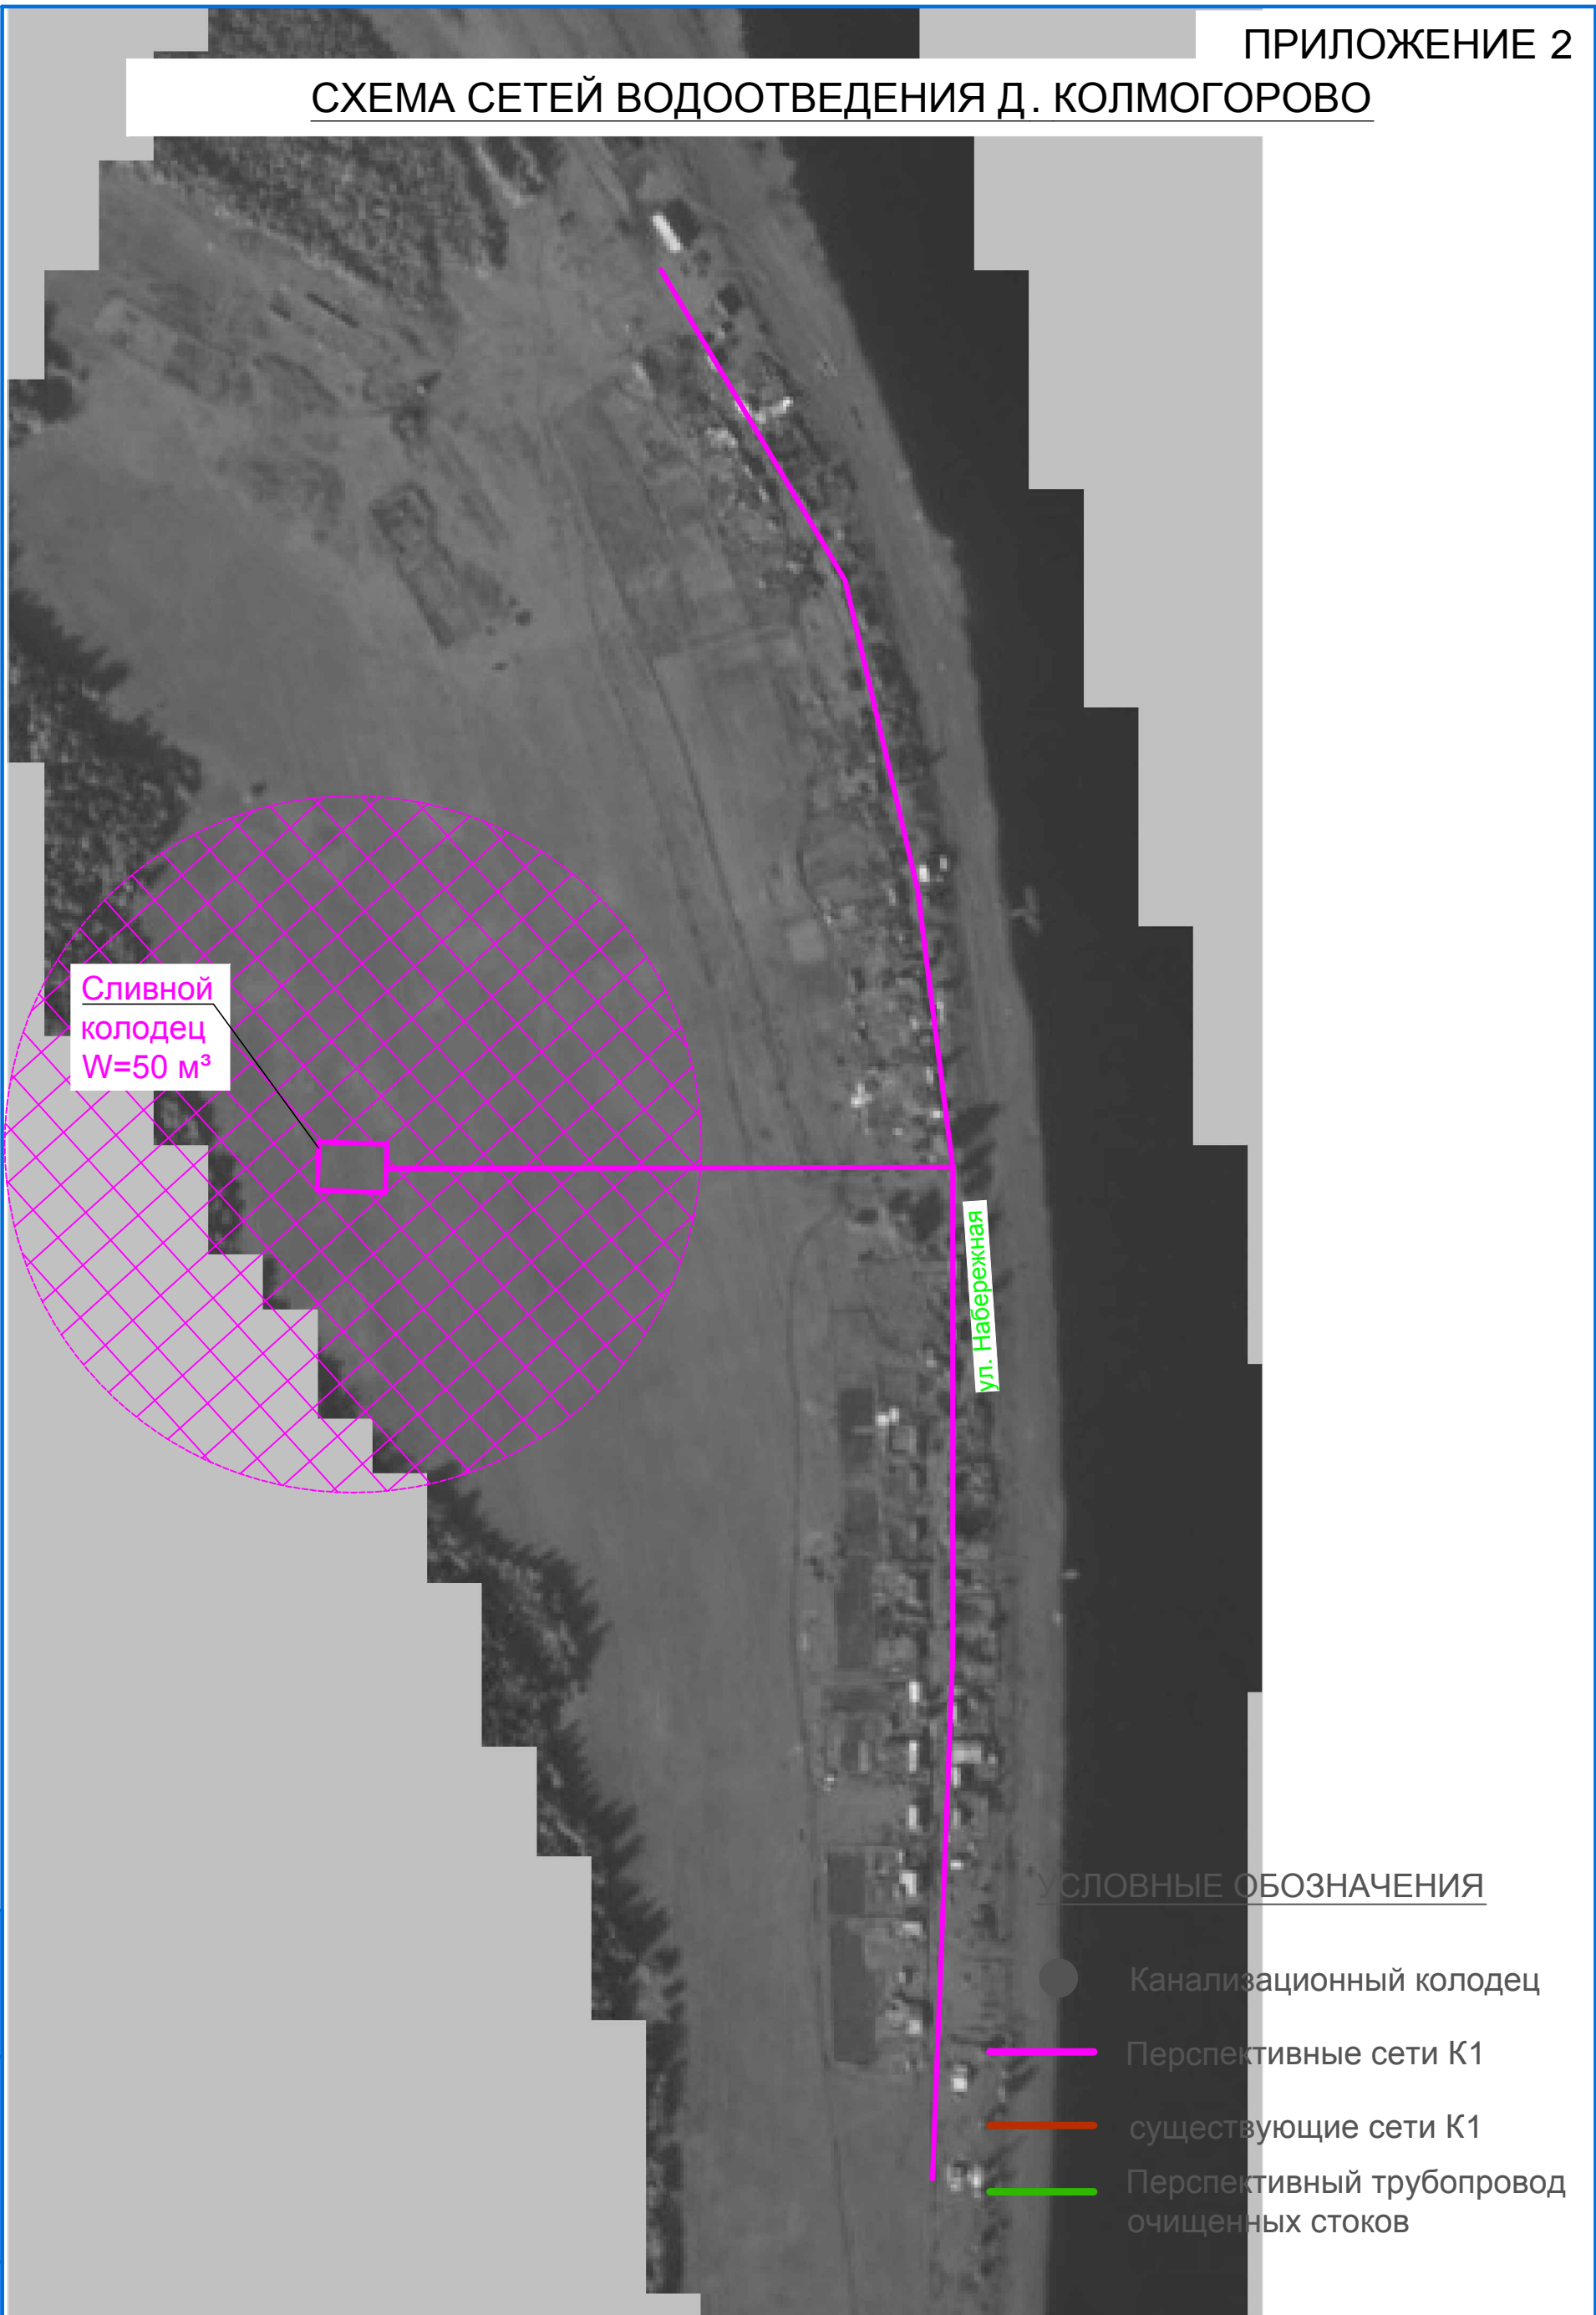 ПРИЛОЖЕНИЕ 2
СХЕМА СЕТЕЙ ВОДООТВЕДЕНИЯ Д. КОЛМОГОРОВО
Сливной
колодец
W=50 м³
ул. Набережная
УСЛОВНЫЕ ОБОЗНАЧЕНИЯ
Канализационный колодец
Перспективные сети К1
существующие сети К1
Перспективный трубопровод
очищенных стоков